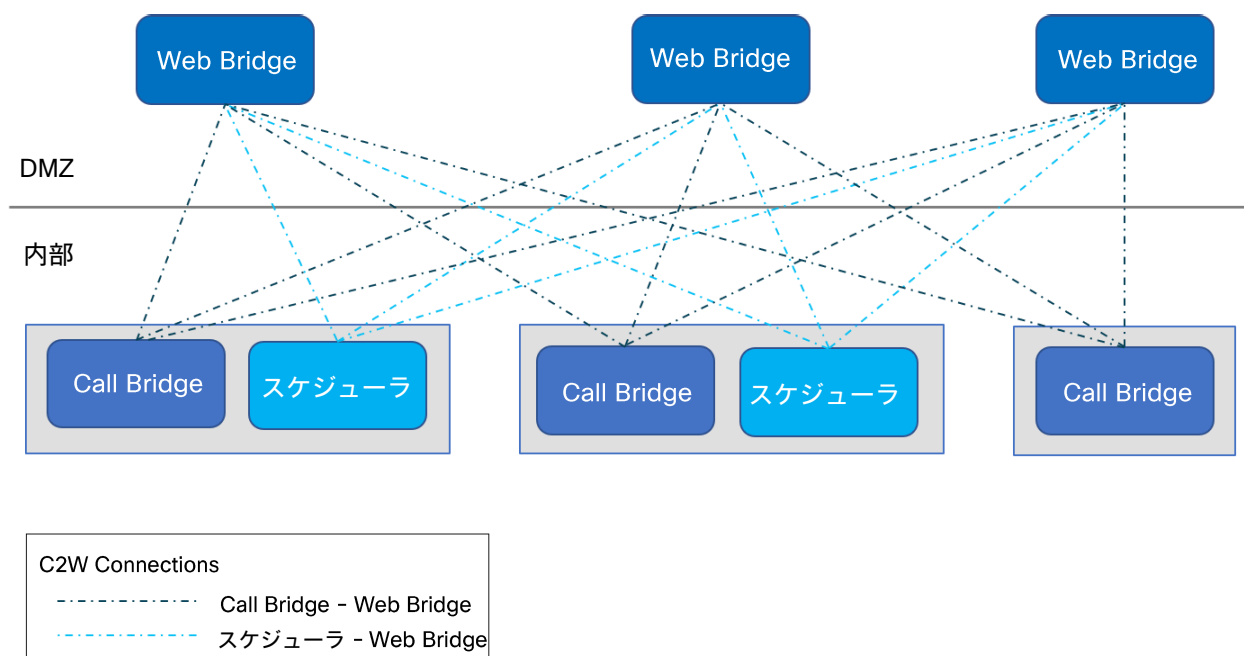 Web Bridge
Web Bridge
Web Bridge
DMZ
内部
Call Bridge
スケジューラ
Call Bridge
スケジューラ
Call Bridge
C2W Connections
Call Bridge - Web Bridge
スケジューラ - Web Bridge